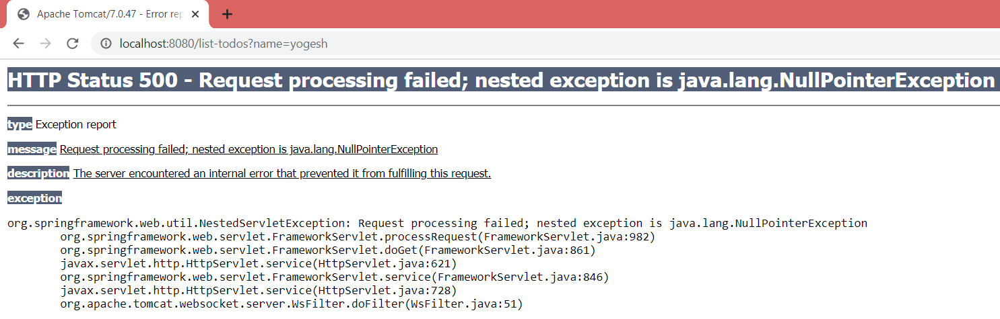 Apache Tomcat/7.0.47 - Error rep
localhost:8080/list-todos?name=yogesh
HTTP Status 500 - Request processing failed; nested exception is java.lang.NullPointerException
type Exception report
message Request processing failed; nested exception is java.lang.NullPointerException
description The server encountered an internal error that prevented it from fulfilling this request.
exception
org.springframework.web.util.NestedServletException: Request processing failed; nested exception is java.lang.NullPointerException
org.springframework.web.servlet.FrameworkServlet.processRequest(FrameworkServlet.java:982)
org.springframework.web.servlet.FrameworkServlet.doGet(FrameworkServlet.java:861)
javax.servlet.http.HttpServlet.service(HttpServlet.java:621)
org.springframework.web.servlet.FrameworkServlet.service(FrameworkServlet.java:846)
javax.servlet.http.HttpServlet.service(HttpServlet.java:728)
org.apache.tomcat.websocket.server.WsFilter.doFilter(WsFilter.java:51)